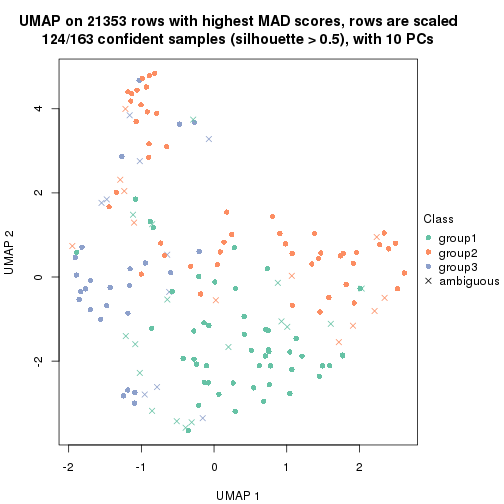 UMAP on 21353 rows with highest MAD scores, rows are scaled
124/163 confident samples (silhouette > 0.5), with 10 PCs
4
2
0
-2
UMAP 2
-2
-1
0
1
2
UMAP 1
Class
group1
group2
group3
ambiguous